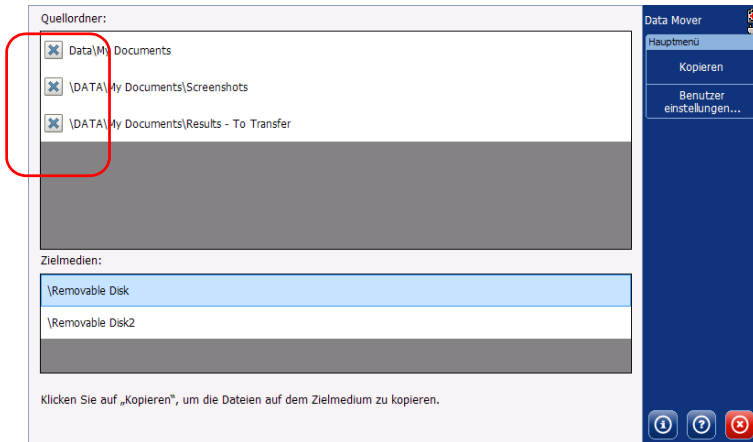 Quellordner:
Data\My Documents
\DATA\My Documents\Screenshots
\DATA\My Documents\Results - To Transfer
Zielmedien:
\Removable Disk
\Removable Disk2
Klicken Sie auf „Kopieren“, um die Dateien auf dem Zielmedium zu kopieren.
Data Mover
Hauptmenü
Kopieren
Benutzer
einstellungen...